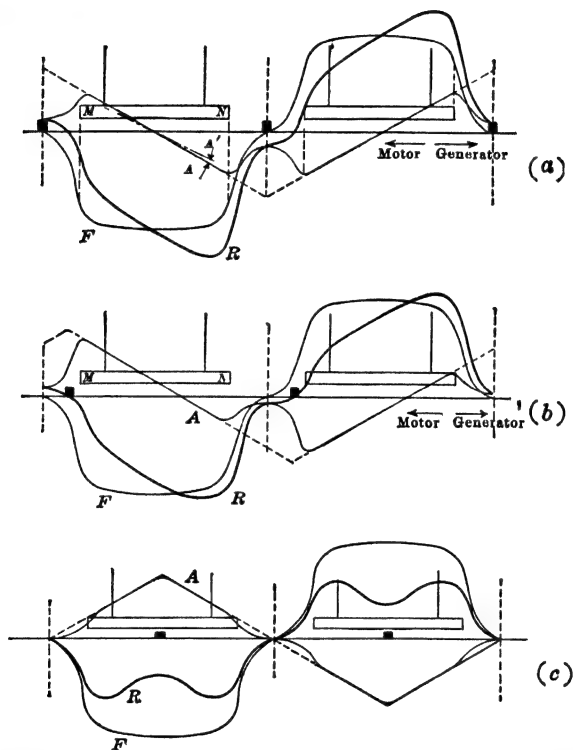 M N
A'
A
Motor Generator
(a)
F
R
M N
A
Motor Generator
'(b)
F
R
A
R
(c)
F